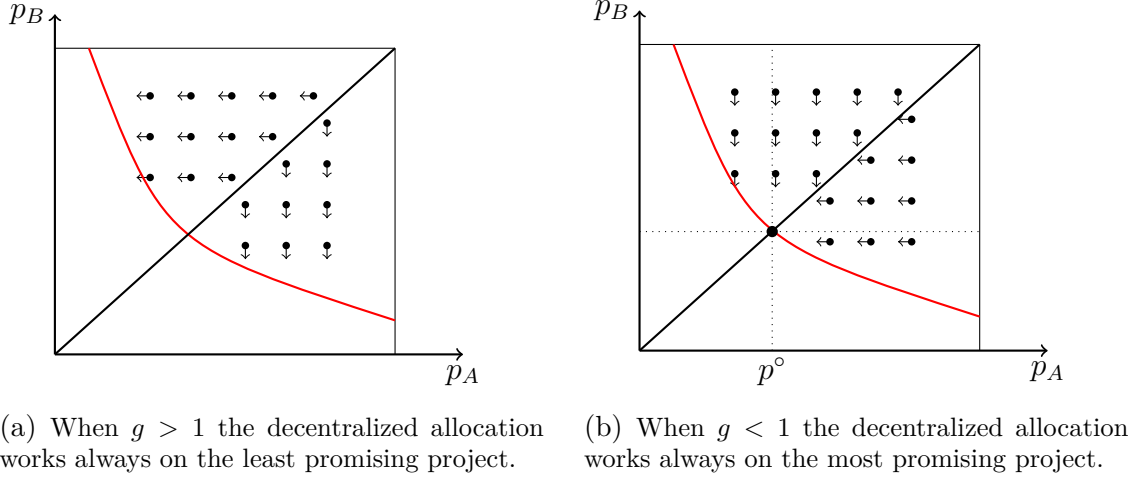 p_B
p_A
(a) When g > 1 the decentralized allocation
works always on the least promising project.
p_B
p°
p_A
(b) When g < 1 the decentralized allocation
works always on the most promising project.